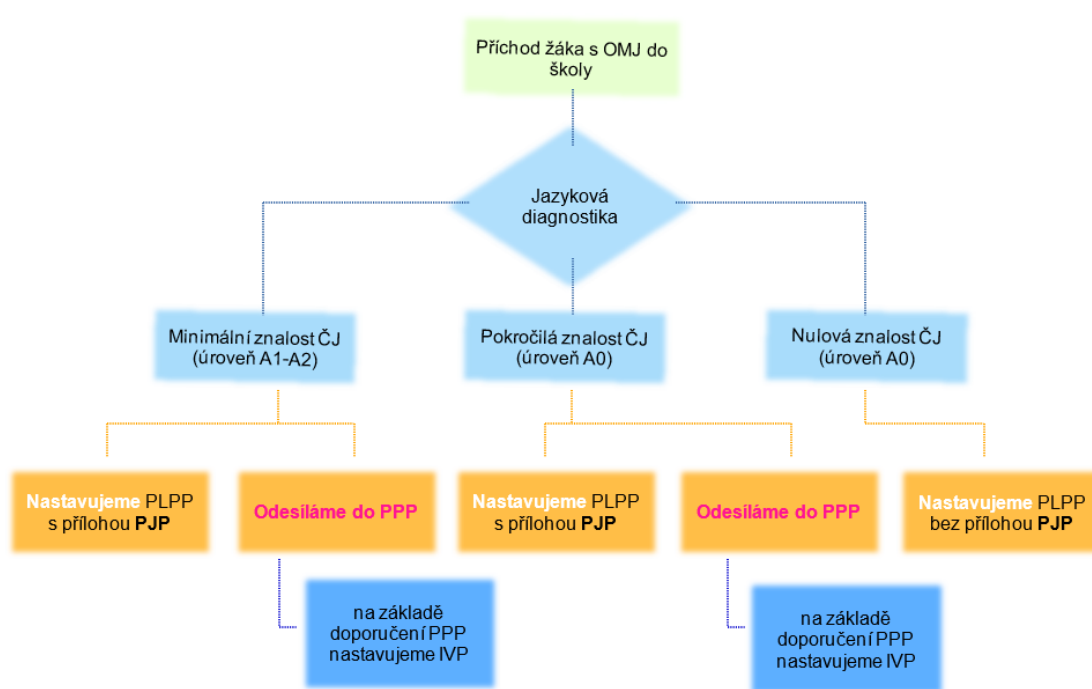 Příchod žáka s OMJ do
školy
Jazyková
diagnostika
Minimální znalost ČJ
(úroveň A1-A2)
Pokročilá znalost ČJ
(úroveň A0)
Nulová znalost ČJ
(úroveň A0)
Nastavujeme PLPP
s přílohou PJP
Odesíláme do PPP
Nastavujeme PLPP
s přílohou PJP
Odesíláme do PPP
Nastavujeme PLPP
bez přílohou PJP
na základě
doporučení PPP
nastavujeme IVP
na základě
doporučení PPP
nastavujeme IVP